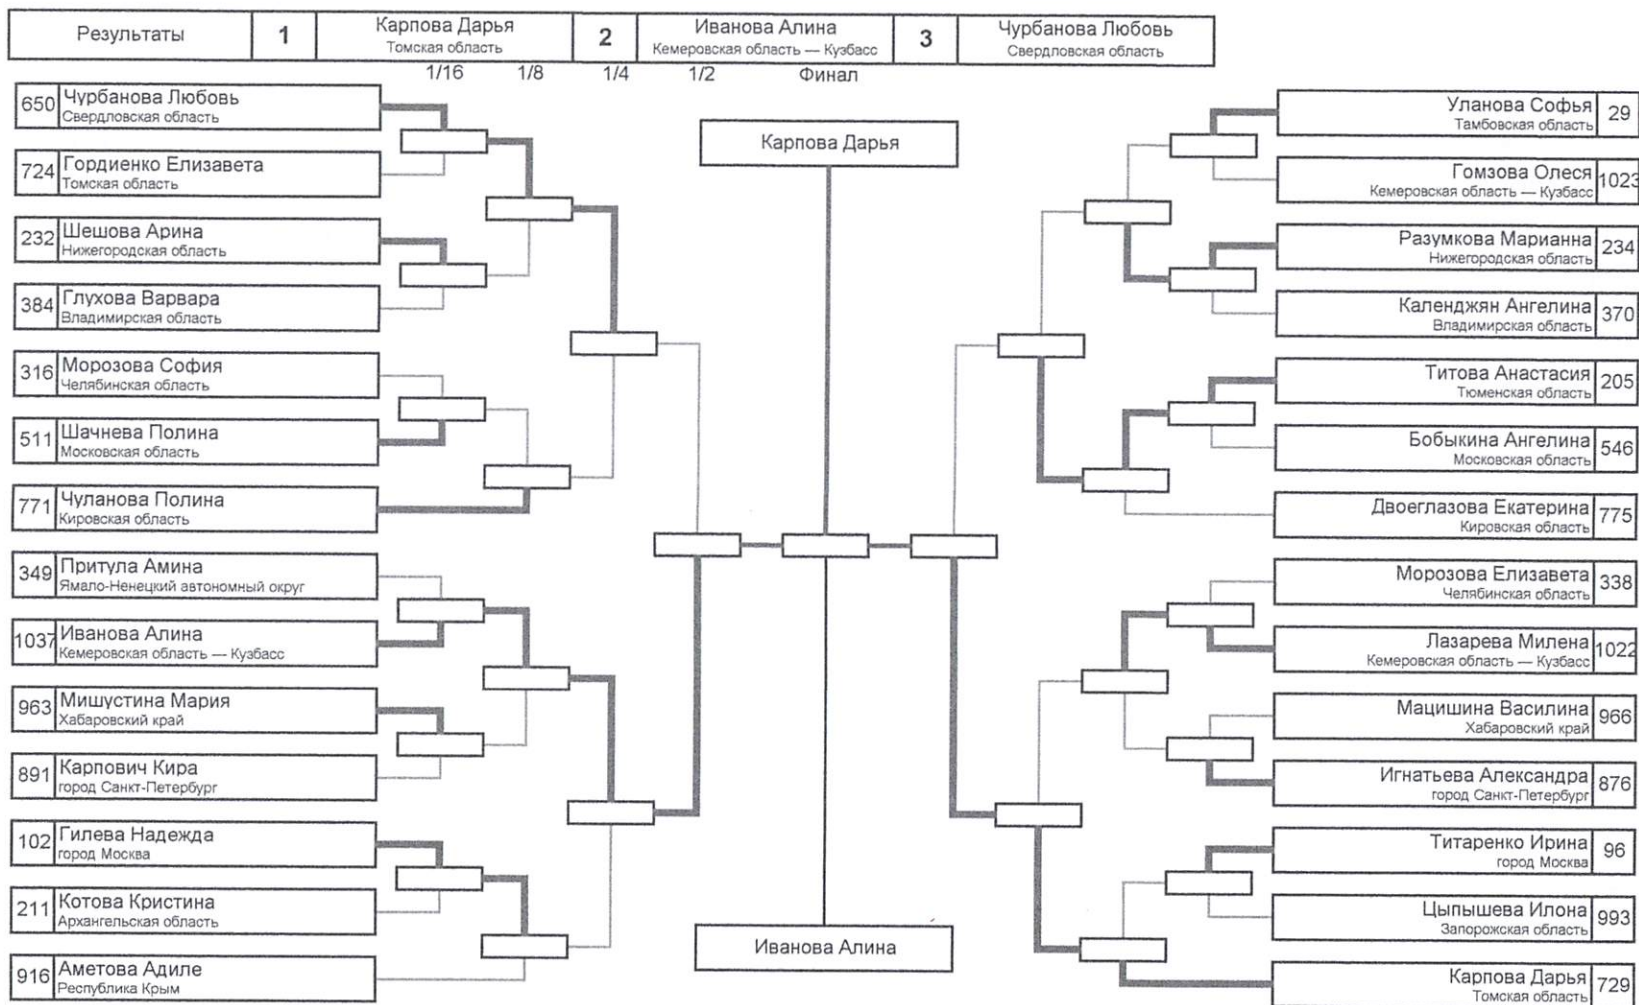 Результаты
1
Карпова Дарья
Томская область
2
Иванова Алина
Кемеровская область — Кузбасс
3
Чурбанова Любовь
Свердловская область
1/16
1/8
1/4
1/2
Финал
650
Чурбанова Любовь
Свердловская область
724
Гордиенко Елизавета
Томская область
232
Шешова Арина
Нижегородская область
384
Глухова Варвара
Владимирская область
316
Морозова София
Челябинская область
511
Шачнева Полина
Московская область
771
Чуланова Полина
Кировская область
349
Притула Амина
Ямало-Ненецкий автономный округ
1037
Иванова Алина
Кемеровская область — Кузбасс
963
Мишустина Мария
Хабаровский край
891
Карпович Кира
город Санкт-Петербург
102
Гилева Надежда
город Москва
211
Котова Кристина
Архангельская область
916
Аметова Адиле
Республика Крым
Карпова Дарья
Иванова Алина
Уланова Софья
Тамбовская область
29
Гомзова Олеся
Кемеровская область — Кузбасс
1023
Разумкова Марианна
Нижегородская область
234
Календжян Ангелина
Владимирская область
370
Титова Анастасия
Тюменская область
205
Бобыкина Ангелина
Московская область
546
Двоеглазова Екатерина
Кировская область
775
Морозова Елизавета
Челябинская область
338
Лазарева Милена
Кемеровская область — Кузбасс
1022
Мацишина Василина
Хабаровский край
966
Игнатьева Александра
город Санкт-Петербург
876
Титаренко Ирина
город Москва
96
Цыпышева Илона
Запорожская область
993
Карпова Дарья
Томская область
729